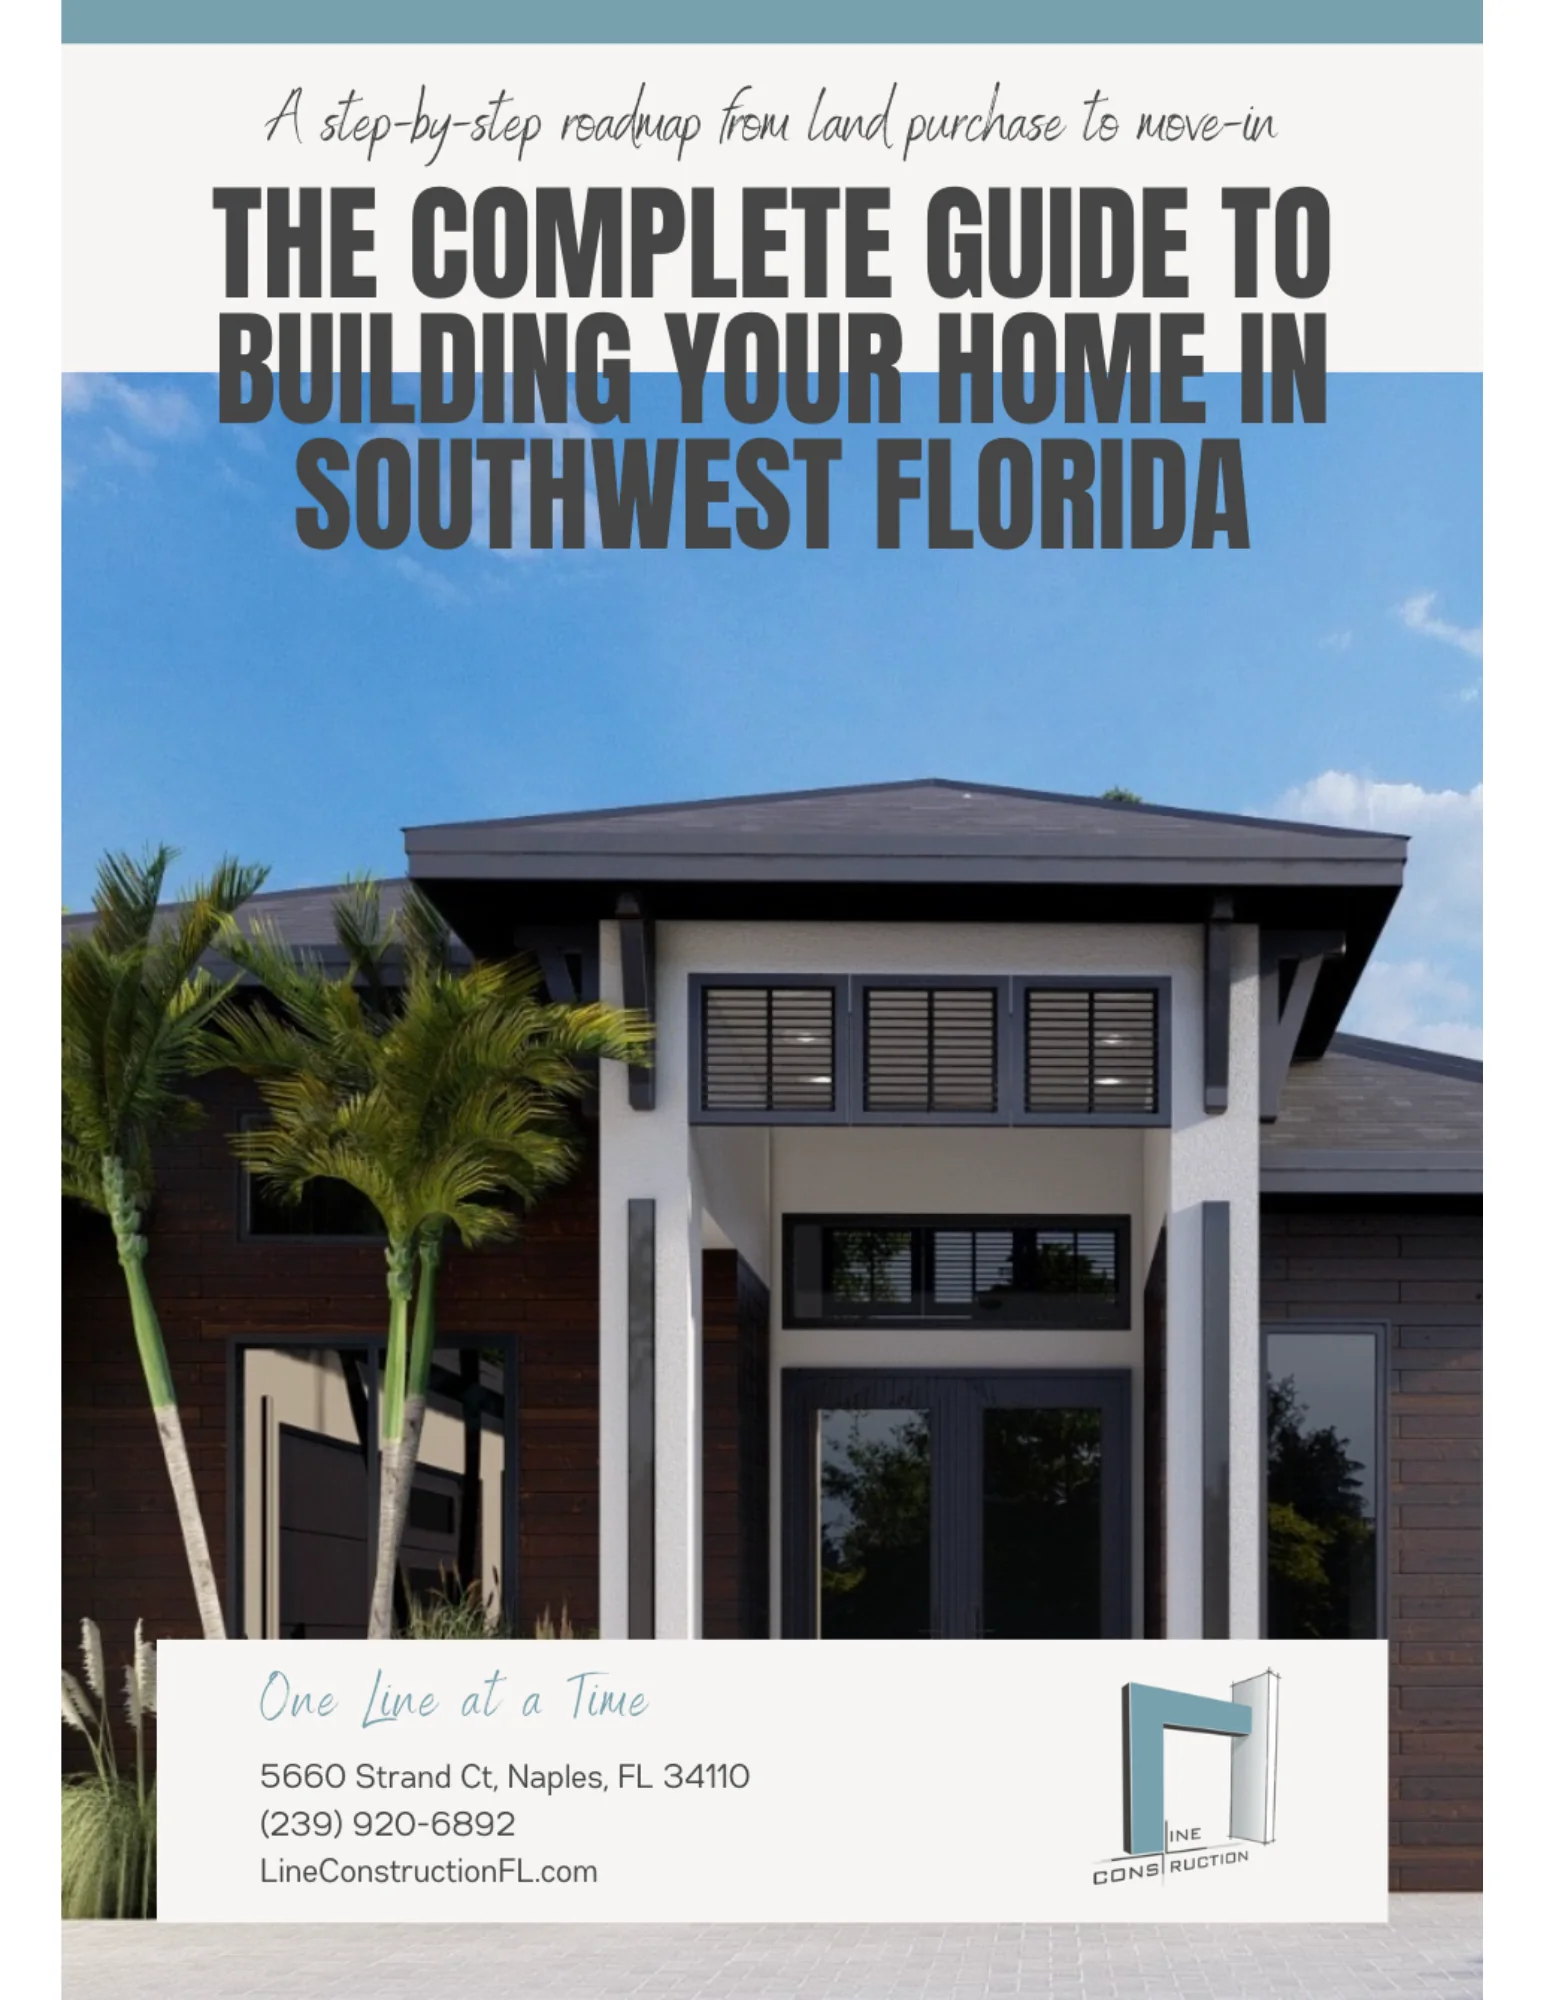 A step-by-step roadmap from land purchase to move-in
THE COMPLETE GUIDE TO
BUILDING YOUR HOME IN
SOUTHWEST FLORIDA
One Line at a Time
5660 Strand Ct, Naples, FL 34110
(239) 920-6892
LineConstructionFL.com
LINE
CONSTRUCTION